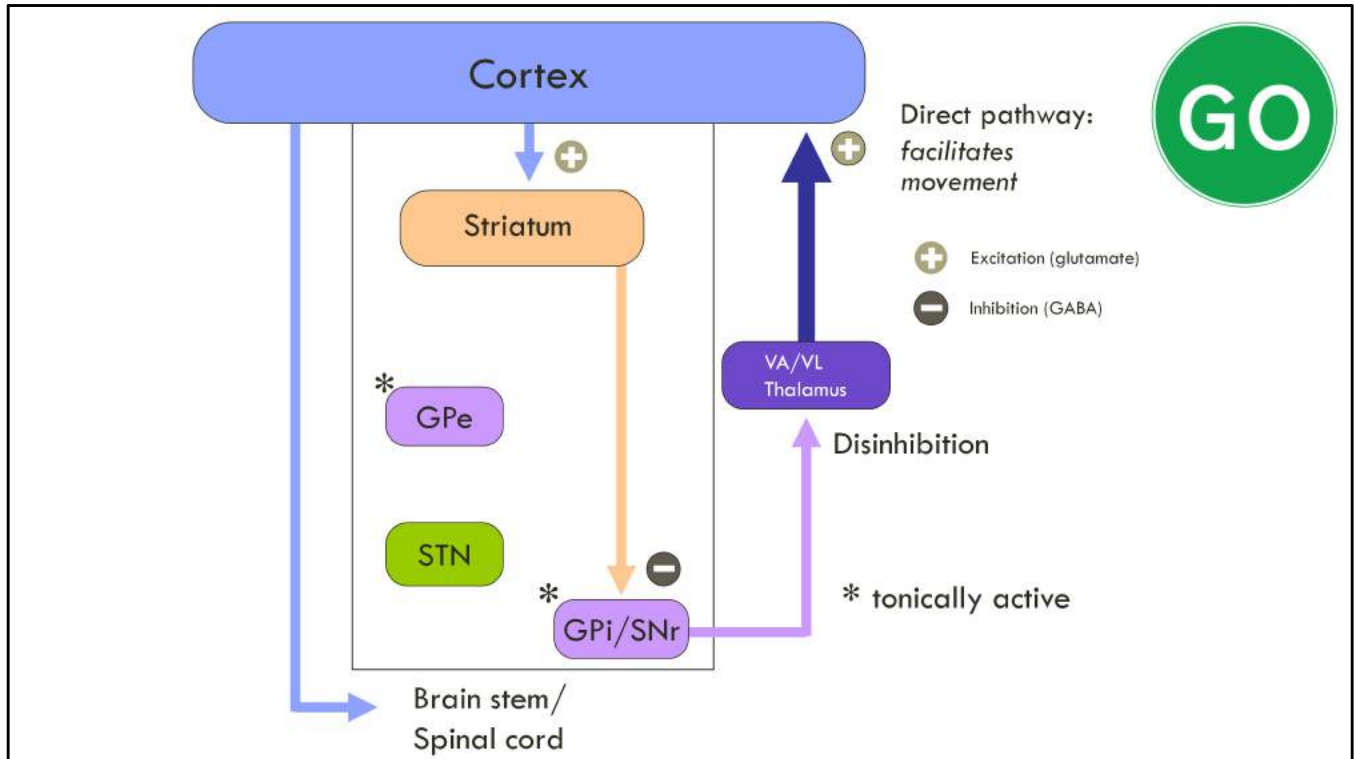 Cortex
GO
Direct pathway:
facilitates
movement
+
+
Striatum
+ Excitation (glutamate)
− Inhibition (GABA)
VA/VL
Thalamus
*
GPe
Disinhibition
STN
−
*
GPi/SNr
* tonically active
Brain stem/
Spinal cord